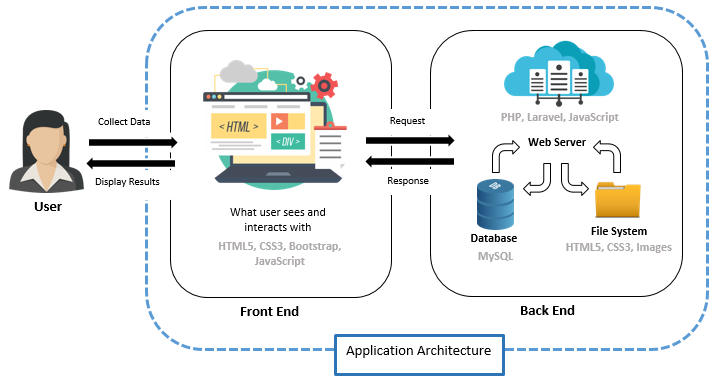 Collect Data
Display Results
User
< HTML >
< DIV >
What user sees and
interacts with
HTML5, CSS3, Bootstrap,
JavaScript
Front End
Request
Response
PHP, Laravel, JavaScript
Web Server
Database
MySQL
File System
HTML5, CSS3, Images
Back End
Application Architecture